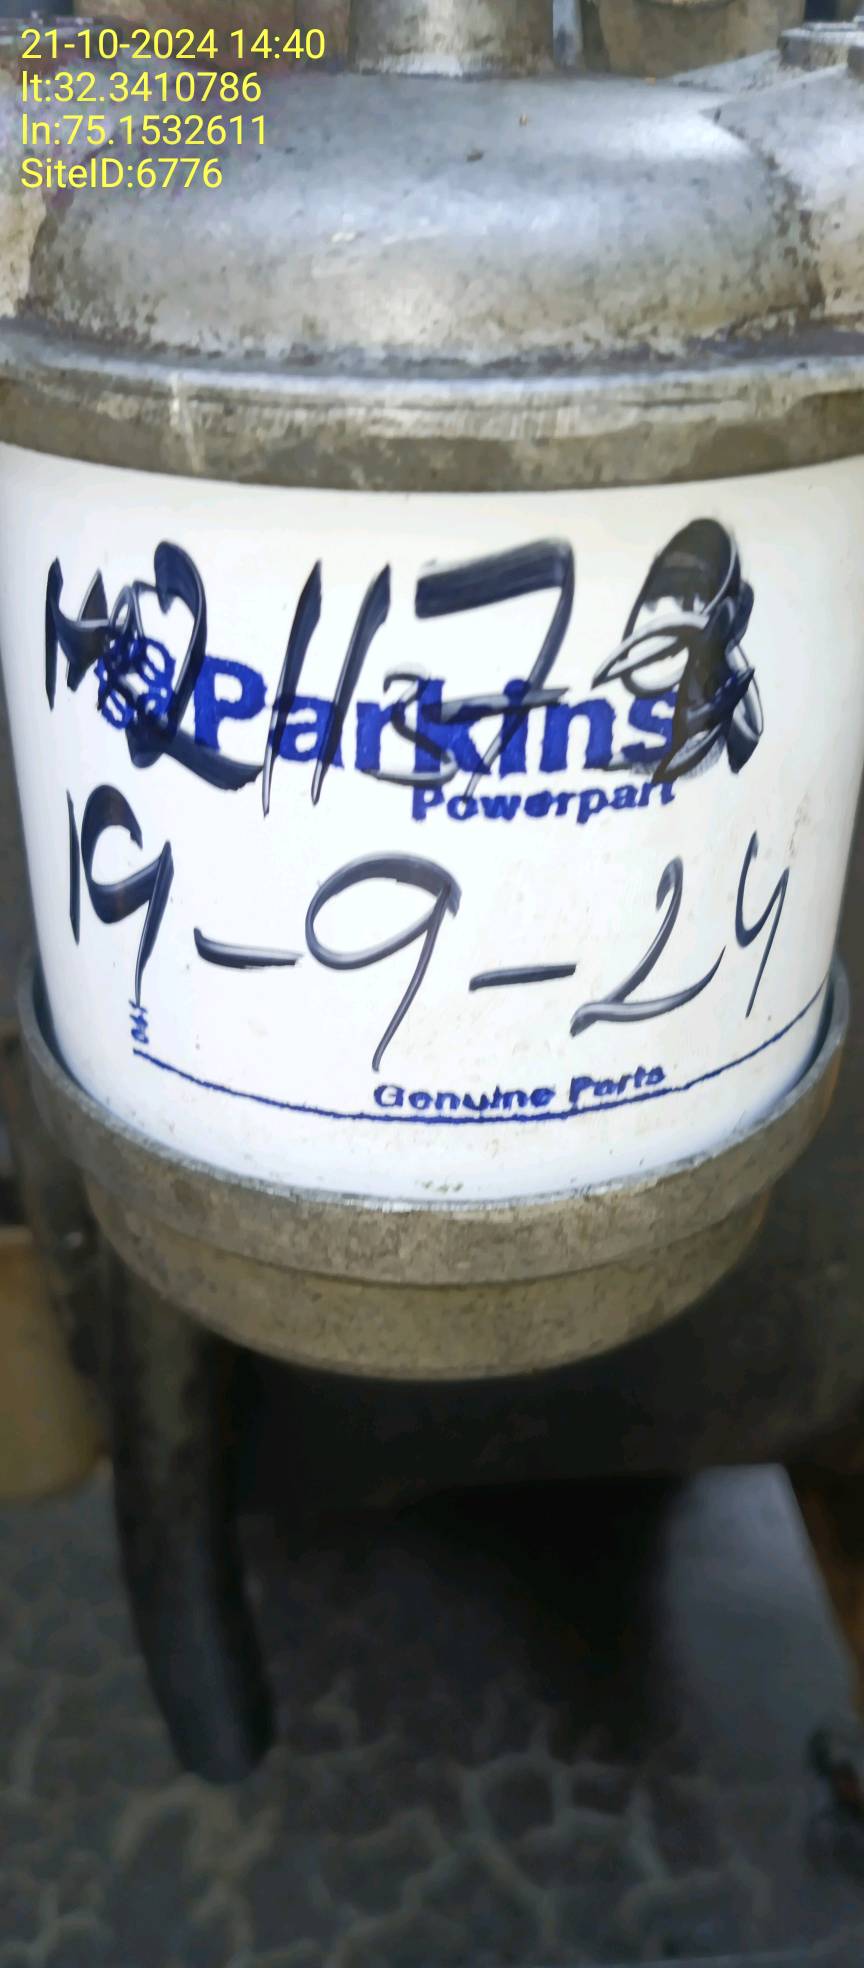 21-10-2024 14:40
lt:32.3410786
ln:75.1532611
SiteID:6776
Parkins
Powerpart
19-9-24
Genuine Parts